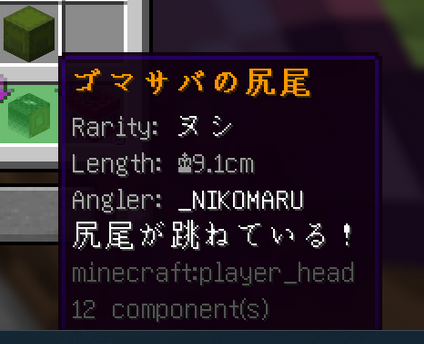 ゴマサバの尻尾
Rarity: ヌシ
Length: 9.1cm
Angler: _NIKOMARU
尻尾が跳ねている！
minecraft:player_head
12 component(s)